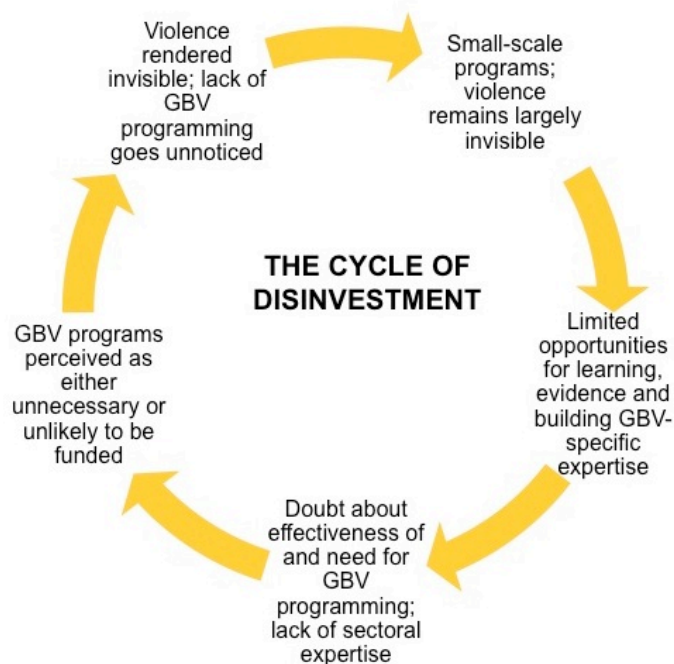 Violence
rendered
invisible; lack of
GBV
programming
goes unnoticed
Small-scale
programs;
violence
remains largely
invisible
THE CYCLE OF
DISINVESTMENT
Limited
opportunities
for learning,
evidence and
building GBV-
specific
expertise
Doubt about
effectiveness of
and need for
GBV
programming;
lack of sectoral
expertise
GBV programs
perceived as
either
unnecessary or
unlikely to be
funded